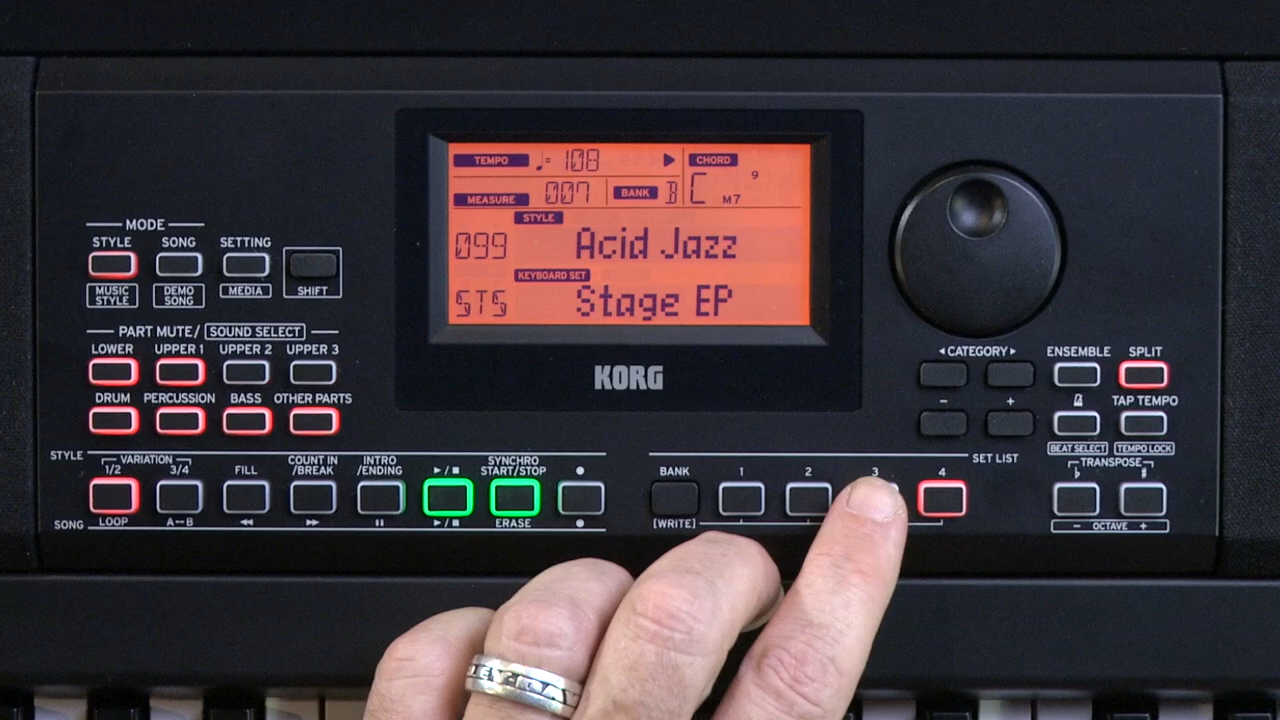 TEMPO ♩= 108 ▶ CHORD
MEASURE 007 BANK B C M7 9
STYLE
099 Acid Jazz
KEYBOARD SET
STS Stage EP
KORG
MODE
STYLE SONG SETTING
MUSIC STYLE DEMO SONG MEDIA SHIFT
PART MUTE/ SOUND SELECT
LOWER UPPER 1 UPPER 2 UPPER 3
DRUM PERCUSSION BASS OTHER PARTS
STYLE VARIATION
1/2 3/4 FILL COUNT IN /BREAK INTRO /ENDING ▶/■ SYNCHRO START/STOP ●
SONG LOOP A↔B ◀◀ ▶▶ II ▶/■ ERASE ●
BANK 1 2 3 4 SET LIST
[WRITE]
◀CATEGORY▶ ENSEMBLE SPLIT
− + TAP TEMPO
BEAT SELECT TEMPO LOCK
TRANSPOSE
♭ ♯
− OCTAVE +